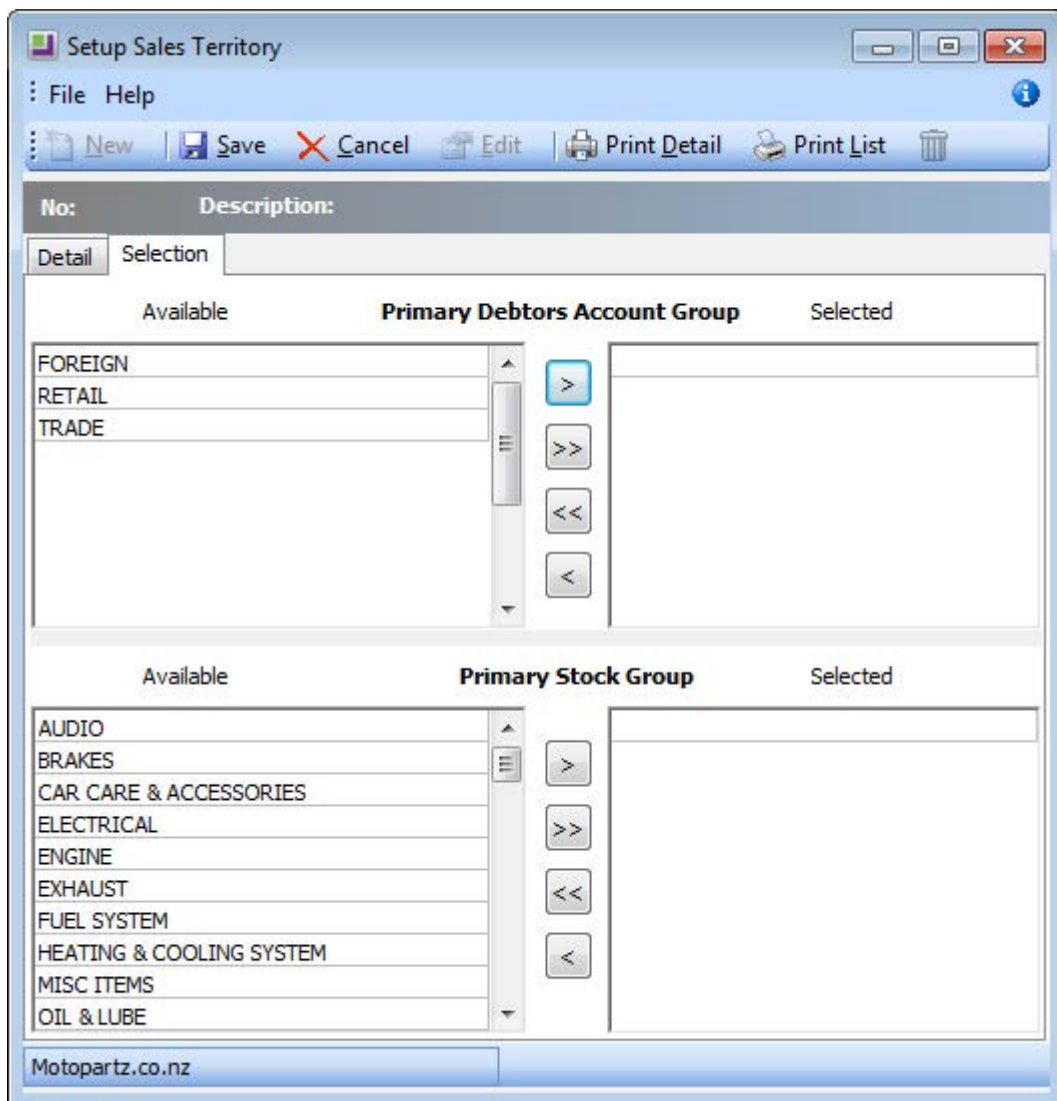 Setup Sales Territory
File Help
New Save Cancel Edit Print Detail Print List
No: Description:
Detail Selection
Available Primary Debtors Account Group Selected
FOREIGN
RETAIL
TRADE
>
>>
<<
<
Available Primary Stock Group Selected
AUDIO
BRAKES
CAR CARE & ACCESSORIES
ELECTRICAL
ENGINE
EXHAUST
FUEL SYSTEM
HEATING & COOLING SYSTEM
MISC ITEMS
OIL & LUBE
>
>>
<<
<
Motopartz.co.nz